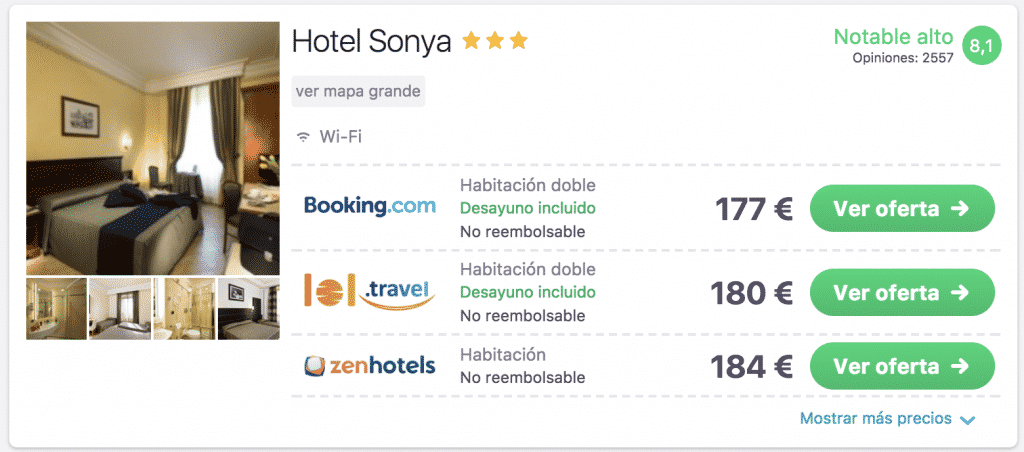 Hotel Sonya
Notable alto
8,1
Opiniones: 2557
ver mapa grande
Wi-Fi
Booking.com
Habitación doble
Desayuno incluido
No reembolsable
177 €
Ver oferta →
lol.travel
Habitación doble
Desayuno incluido
No reembolsable
180 €
Ver oferta →
zenhotels
Habitación
No reembolsable
184 €
Ver oferta →
Mostrar más precios